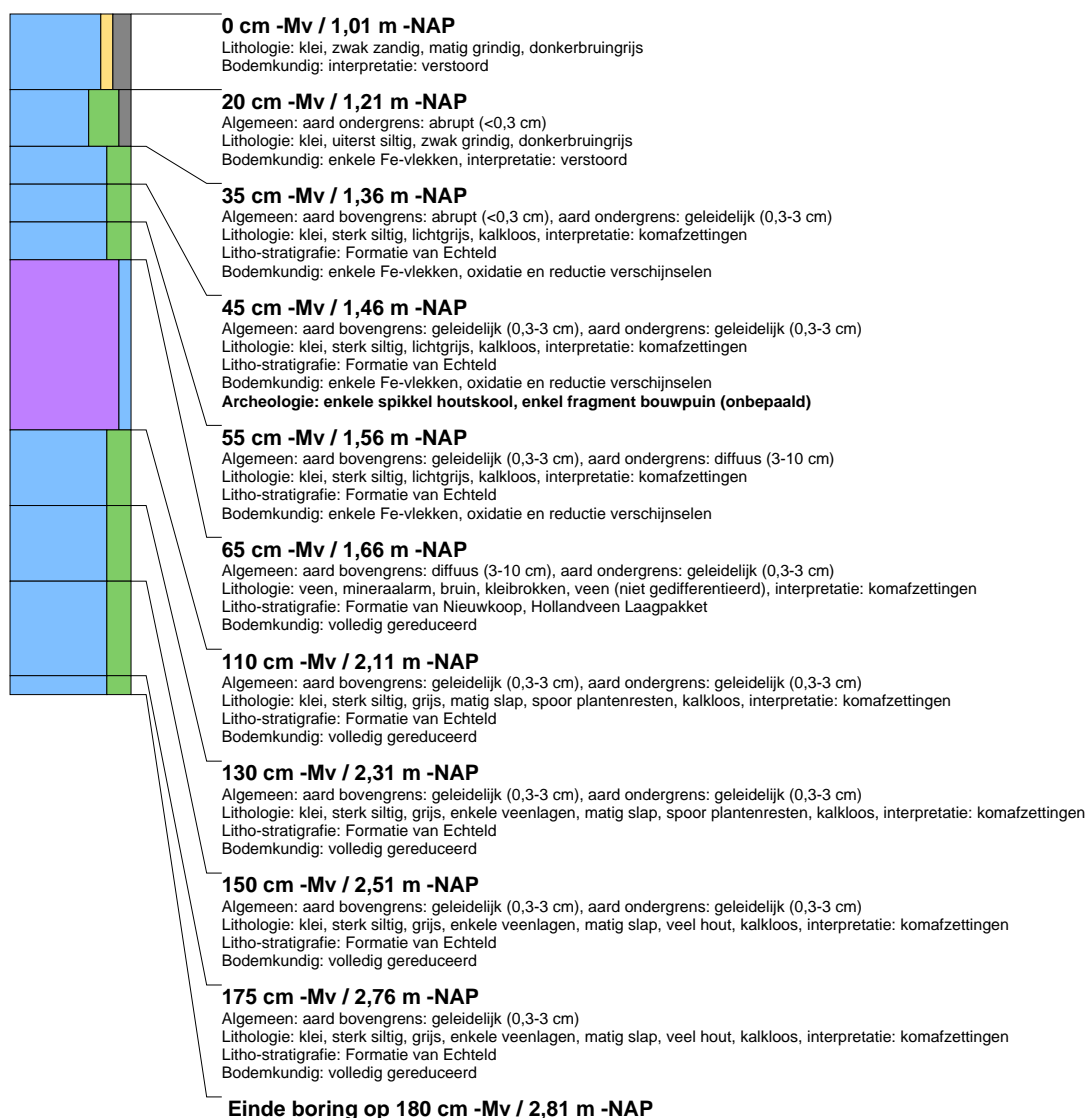 0 cm -Mv / 1,01 m -NAP
Lithologie: klei, zwak zandig, matig grindig, donkerbruingrijs
Bodemkundig: interpretatie: verstoord
20 cm -Mv / 1,21 m -NAP
Algemeen: aard ondergrens: abrupt (<0,3 cm)
Lithologie: klei, uiterst siltig, zwak grindig, donkerbruingrijs
Bodemkundig: enkele Fe-vlekken, interpretatie: verstoord
35 cm -Mv / 1,36 m -NAP
Algemeen: aard bovengrens: abrupt (<0,3 cm), aard ondergrens: geleidelijk (0,3-3 cm)
Lithologie: klei, sterk siltig, lichtgrijs, kalkloos, interpretatie: komafzettingen
Litho-stratigrafie: Formatie van Echteld
Bodemkundig: enkele Fe-vlekken, oxidatie en reductie verschijnselen
45 cm -Mv / 1,46 m -NAP
Algemeen: aard bovengrens: geleidelijk (0,3-3 cm), aard ondergrens: geleidelijk (0,3-3 cm)
Lithologie: klei, sterk siltig, lichtgrijs, kalkloos, interpretatie: komafzettingen
Litho-stratigrafie: Formatie van Echteld
Bodemkundig: enkele Fe-vlekken, oxidatie en reductie verschijnselen
Archeologie: enkele spikkel houtskool, enkel fragment bouwpuin (onbepaald)
55 cm -Mv / 1,56 m -NAP
Algemeen: aard bovengrens: geleidelijk (0,3-3 cm), aard ondergrens: diffuus (3-10 cm)
Lithologie: klei, sterk siltig, lichtgrijs, kalkloos, interpretatie: komafzettingen
Litho-stratigrafie: Formatie van Echteld
Bodemkundig: enkele Fe-vlekken, oxidatie en reductie verschijnselen
65 cm -Mv / 1,66 m -NAP
Algemeen: aard bovengrens: diffuus (3-10 cm), aard ondergrens: geleidelijk (0,3-3 cm)
Lithologie: veen, mineraalarm, bruin, kleibrokken, veen (niet gedifferentieerd), interpretatie: komafzettingen
Litho-stratigrafie: Formatie van Nieuwkoop, Hollandveen Laagpakket
Bodemkundig: volledig gereduceerd
110 cm -Mv / 2,11 m -NAP
Algemeen: aard bovengrens: geleidelijk (0,3-3 cm), aard ondergrens: geleidelijk (0,3-3 cm)
Lithologie: klei, sterk siltig, grijs, matig slap, spoor plantenresten, kalkloos, interpretatie: komafzettingen
Litho-stratigrafie: Formatie van Echteld
Bodemkundig: volledig gereduceerd
130 cm -Mv / 2,31 m -NAP
Algemeen: aard bovengrens: geleidelijk (0,3-3 cm), aard ondergrens: geleidelijk (0,3-3 cm)
Lithologie: klei, sterk siltig, grijs, enkele veenlagen, matig slap, spoor plantenresten, kalkloos, interpretatie: komafzettingen
Litho-stratigrafie: Formatie van Echteld
Bodemkundig: volledig gereduceerd
150 cm -Mv / 2,51 m -NAP
Algemeen: aard bovengrens: geleidelijk (0,3-3 cm), aard ondergrens: geleidelijk (0,3-3 cm)
Lithologie: klei, sterk siltig, grijs, enkele veenlagen, matig slap, veel hout, kalkloos, interpretatie: komafzettingen
Litho-stratigrafie: Formatie van Echteld
Bodemkundig: volledig gereduceerd
175 cm -Mv / 2,76 m -NAP
Algemeen: aard bovengrens: geleidelijk (0,3-3 cm)
Lithologie: klei, sterk siltig, grijs, enkele veenlagen, matig slap, veel hout, kalkloos, interpretatie: komafzettingen
Litho-stratigrafie: Formatie van Echteld
Bodemkundig: volledig gereduceerd
Einde boring op 180 cm -Mv / 2,81 m -NAP